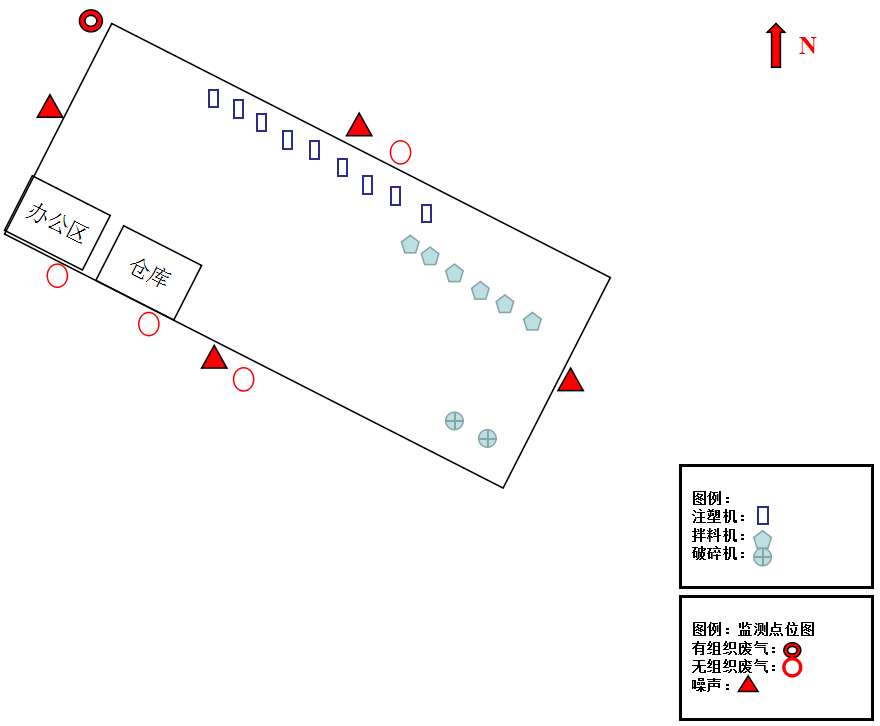 N
办公区
仓库
图例：
注塑机：
拌料机：
破碎机：
图例：监测点位图
有组织废气：
无组织废气：
噪声：